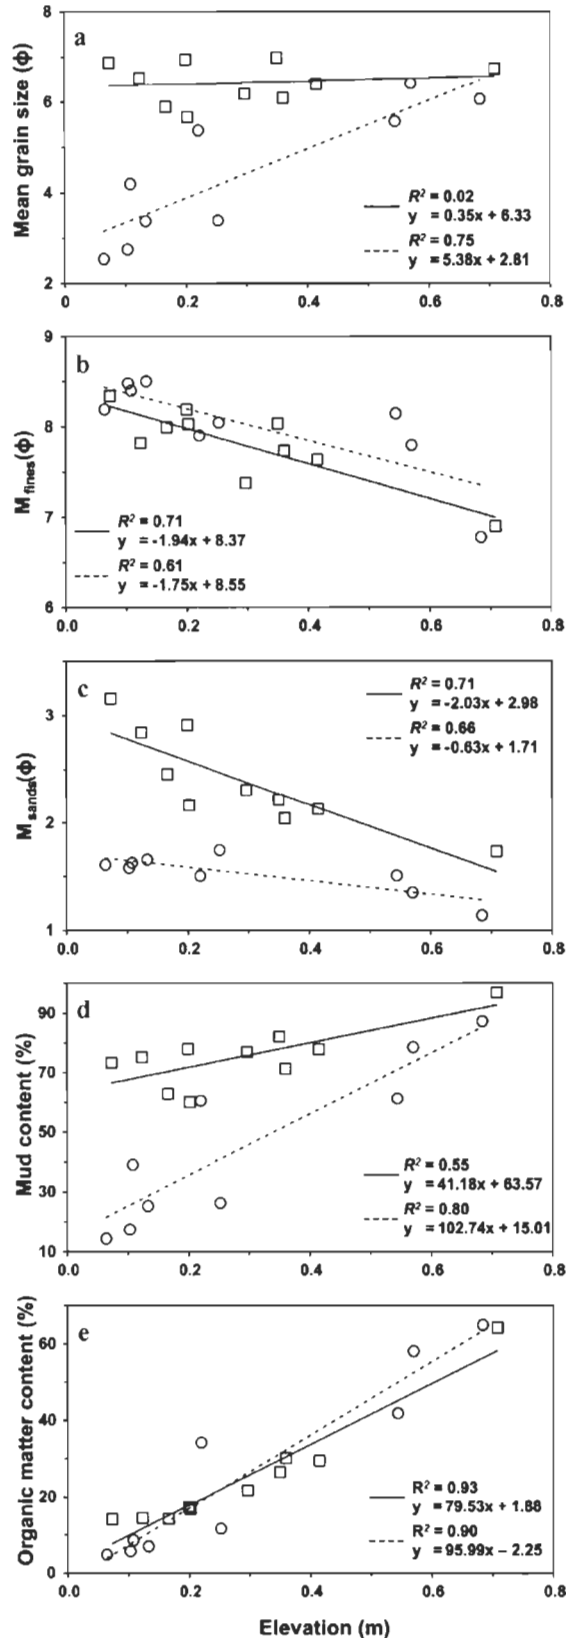 a
Mean grain size (ϕ)
8
6
4
2
R² = 0.02
y = 0.35x + 6.33
R² = 0.75
y = 5.38x + 2.81
0 0.2 0.4 0.6 0.8
b
M fines(ϕ)
9
8
7
6
R² = 0.71
y = -1.94x + 8.37
R² = 0.61
y = -1.75x + 8.55
0.0 0.2 0.4 0.6 0.8
c
M sands(ϕ)
3
2
1
R² = 0.71
y = -2.03x + 2.98
R² = 0.66
y = -0.63x + 1.71
0.0 0.2 0.4 0.6 0.8
d
Mud content (%)
90
70
50
30
10
R² = 0.55
y = 41.18x + 63.57
R² = 0.80
y = 102.74x + 15.01
0.0 0.2 0.4 0.6 0.8
e
Organic matter content (%)
60
40
20
0
R² = 0.93
y = 79.53x + 1.88
R² = 0.90
y = 95.99x – 2.25
0.0 0.2 0.4 0.6 0.8
Elevation (m)